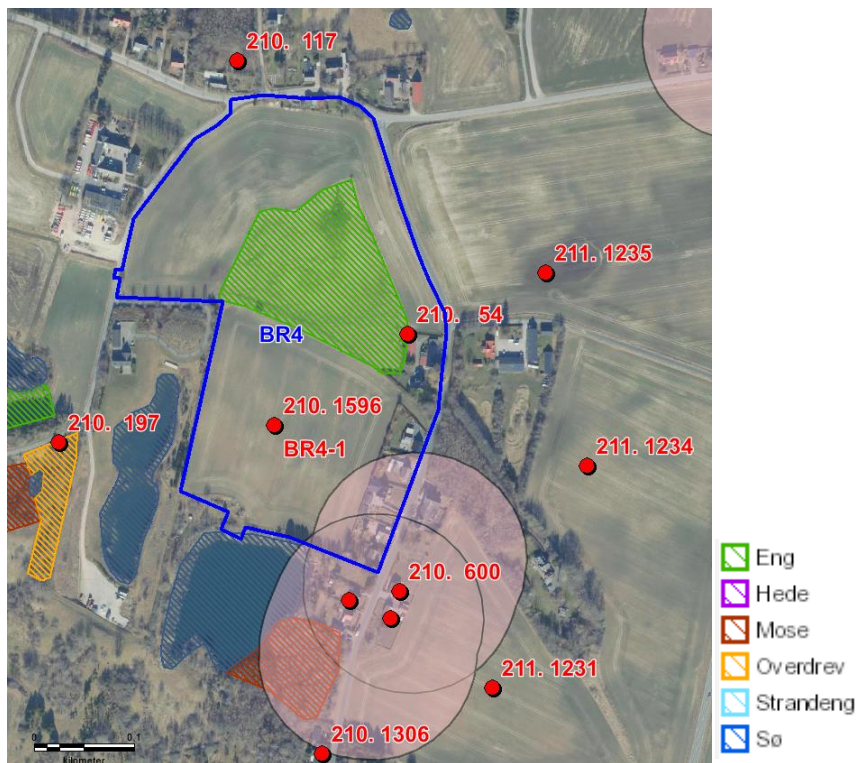 210. 117
211. 1235
210. 54
BR4
210. 1596
210. 197
BR4-1
211. 1234
210. 600
211. 1231
210. 1306
0 0,1
kilometer
Eng
Hede
Mose
Overdrev
Strandeng
Sø